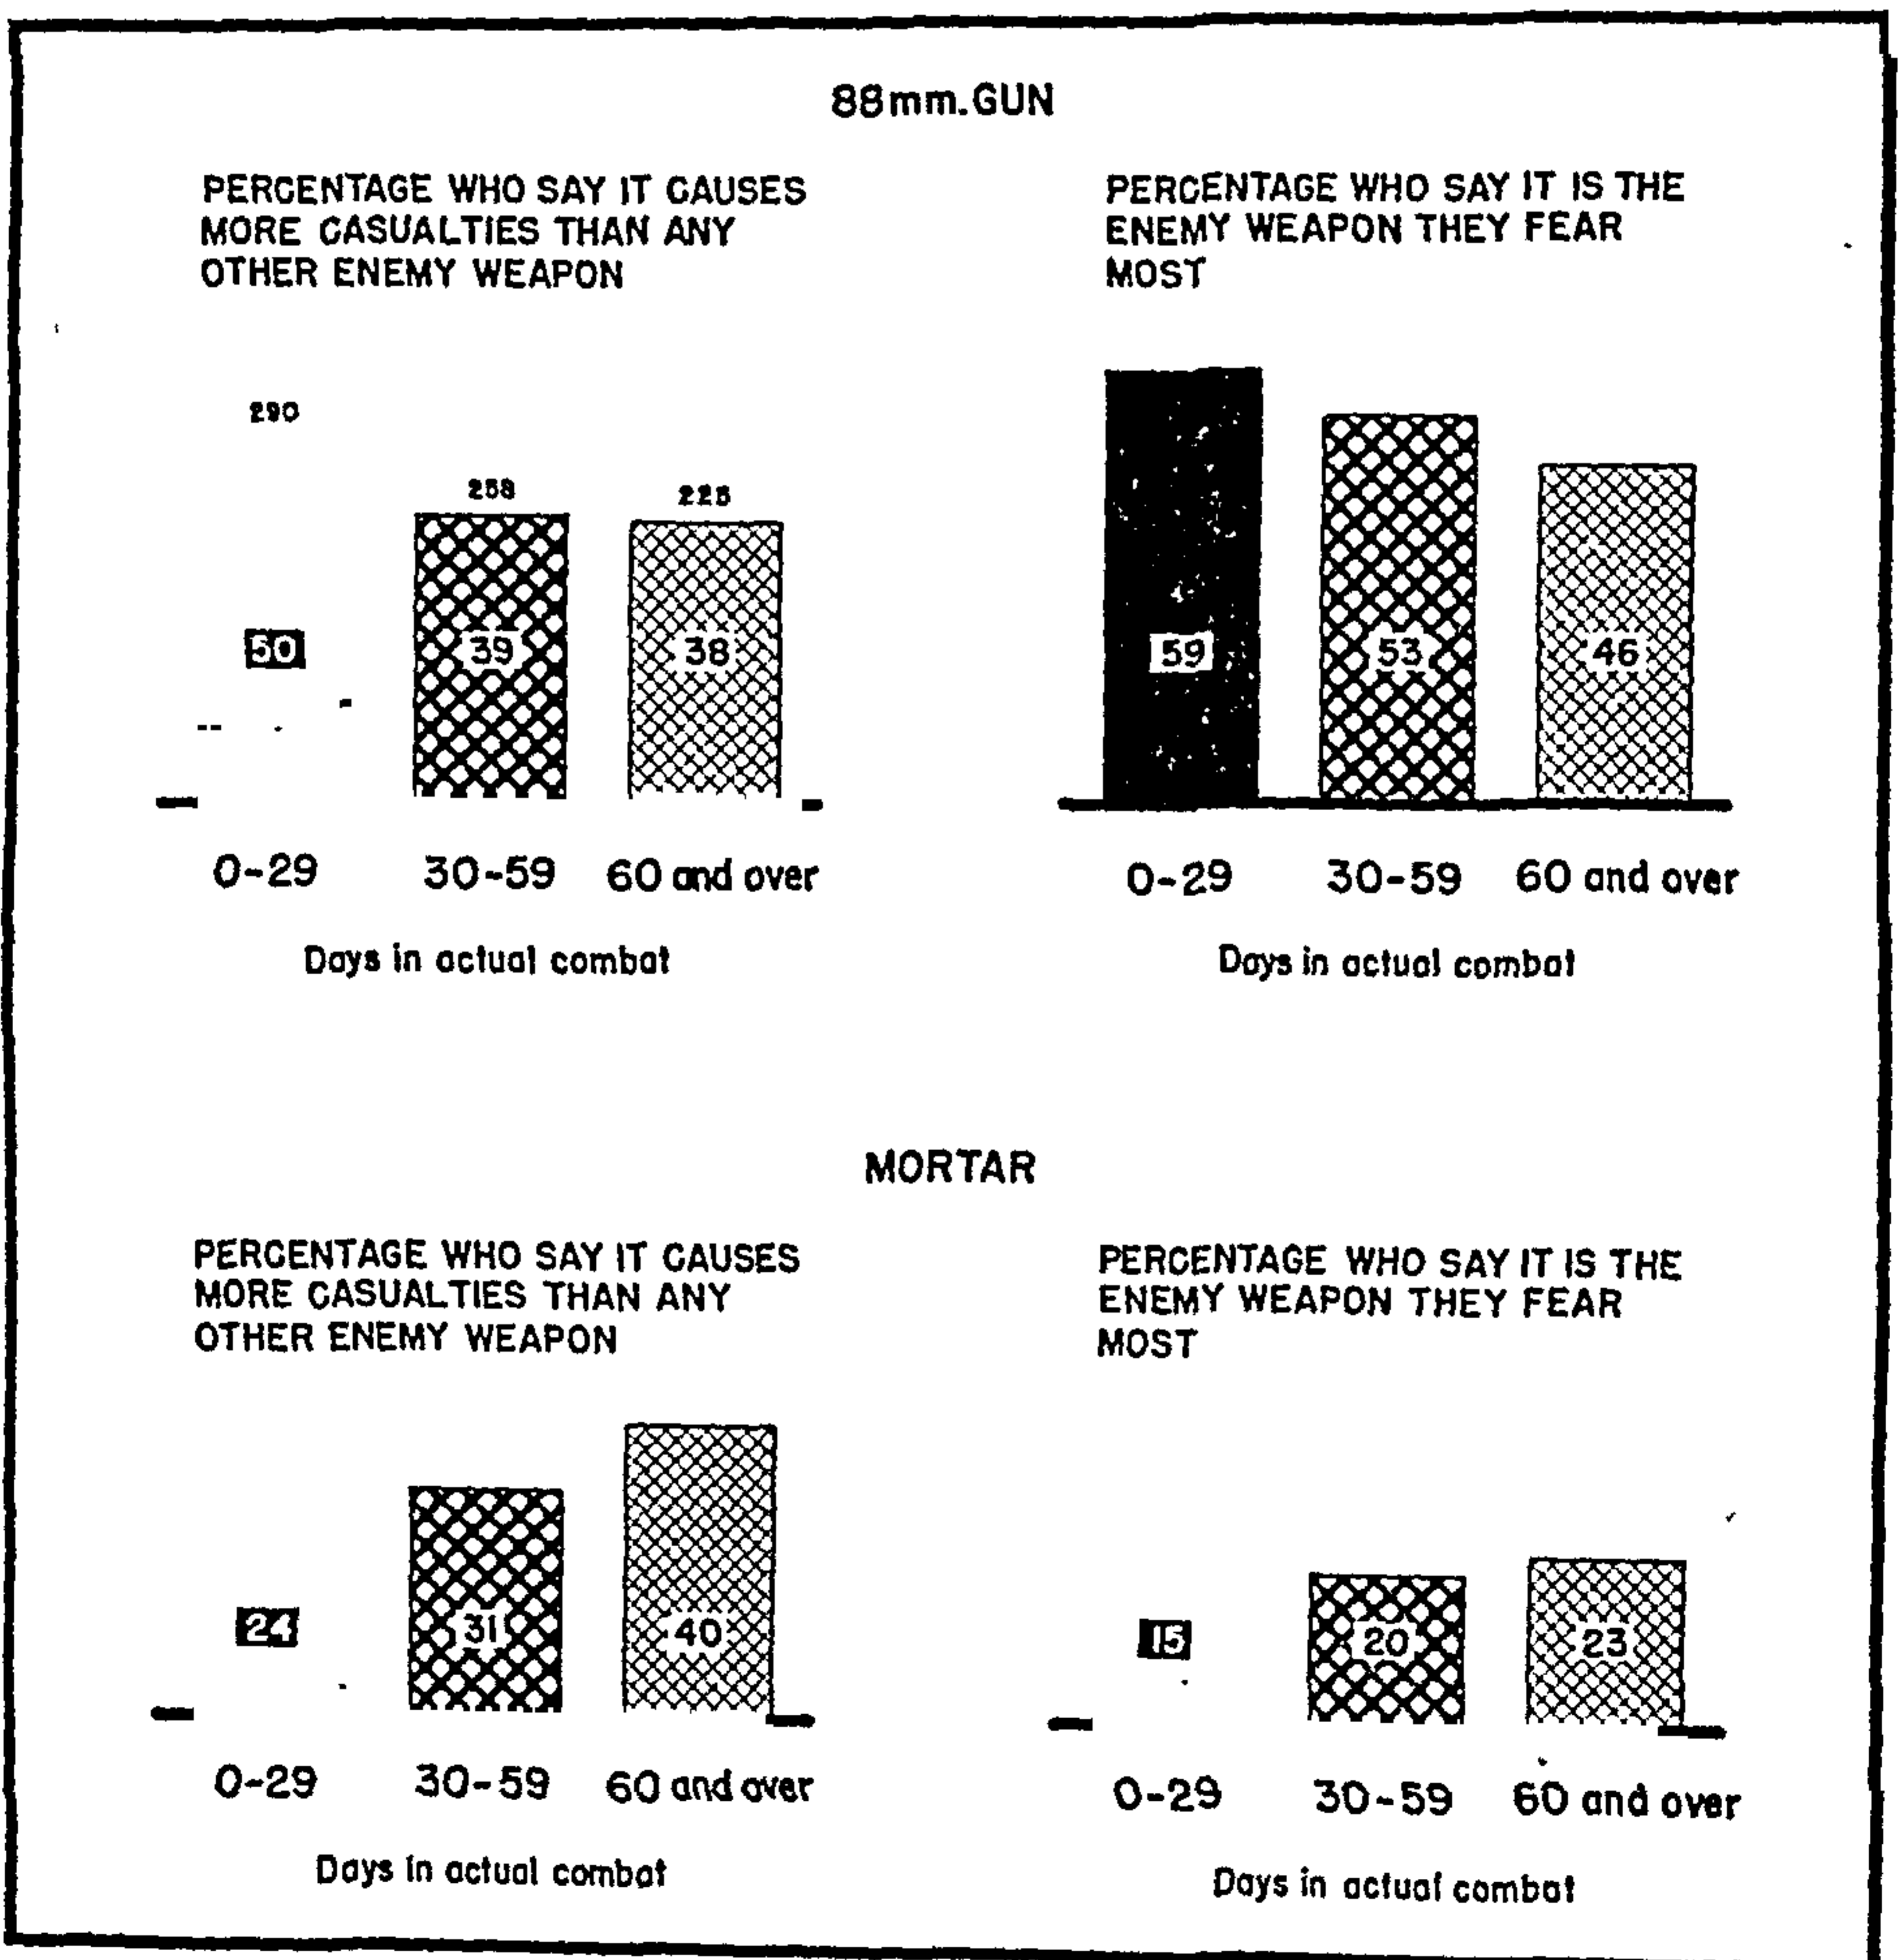 88mm. GUN
PERCENTAGE WHO SAY IT CAUSES
MORE CASUALTIES THAN ANY
OTHER ENEMY WEAPON
290
258
225
50
39
38
0-29
30-59
60 and over
Days in actual combat
PERCENTAGE WHO SAY IT IS THE
ENEMY WEAPON THEY FEAR
MOST
59
53
46
0-29
30-59
60 and over
Days in actual combat
MORTAR
PERCENTAGE WHO SAY IT CAUSES
MORE CASUALTIES THAN ANY
OTHER ENEMY WEAPON
24
31
40
0-29
30-59
60 and over
Days in actual combat
PERCENTAGE WHO SAY IT IS THE
ENEMY WEAPON THEY FEAR
MOST
15
20
23
0-29
30-59
60 and over
Days in actual combat